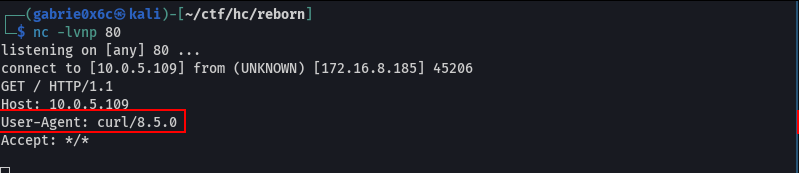 ┌──(gabrie0x6c㉿kali)-[~/ctf/hc/reborn]
└─$ nc -lvnp 80
listening on [any] 80 ...
connect to [10.0.5.109] from (UNKNOWN) [172.16.8.185] 45206
GET / HTTP/1.1
Host: 10.0.5.109
User-Agent: curl/8.5.0
Accept: */*